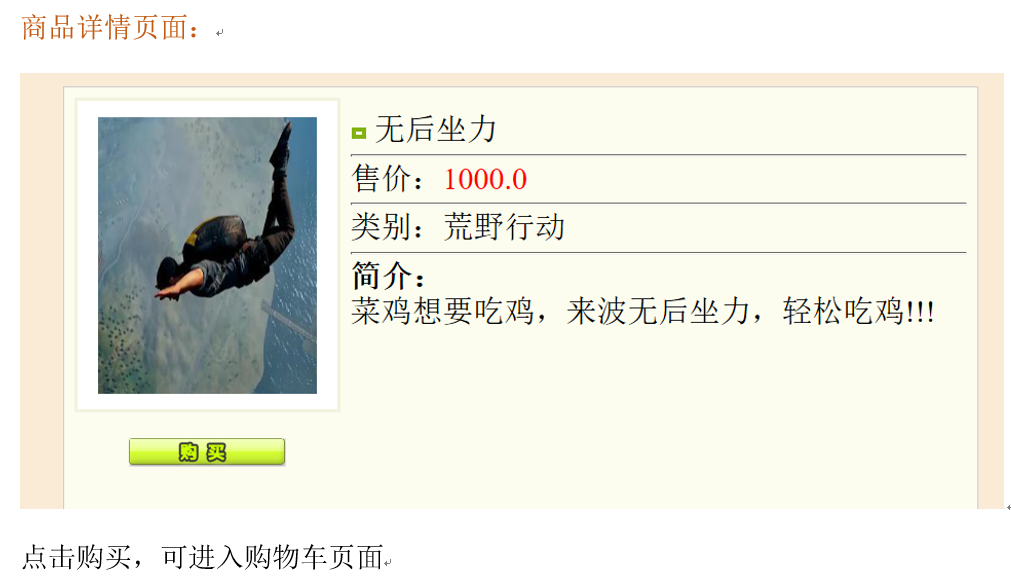 商品详情页面：
无后坐力
售价：1000.0
类别：荒野行动
简介：
菜鸡想要吃鸡，来波无后坐力，轻松吃鸡!!!
购买
点击购买，可进入购物车页面